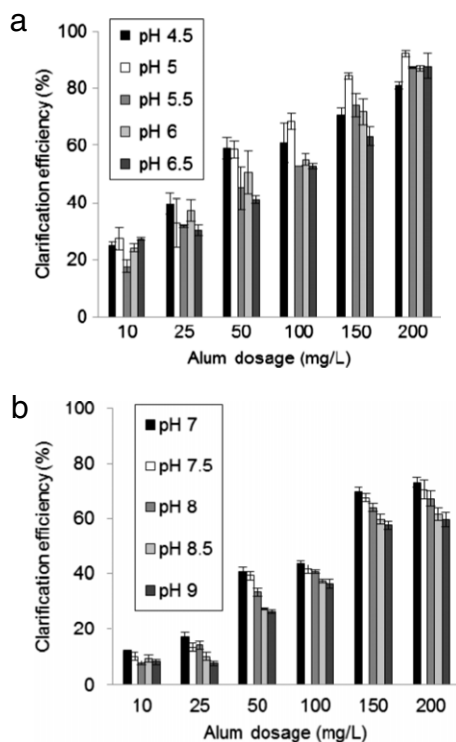 a
100
80
60
40
20
0
Clarification efficiency (%)
pH 4.5
pH 5
pH 5.5
pH 6
pH 6.5
10 25 50 100 150 200
Alum dosage (mg/L)
b
100
80
60
40
20
0
Clarification efficiency (%)
pH 7
pH 7.5
pH 8
pH 8.5
pH 9
10 25 50 100 150 200
Alum dosage (mg/L)